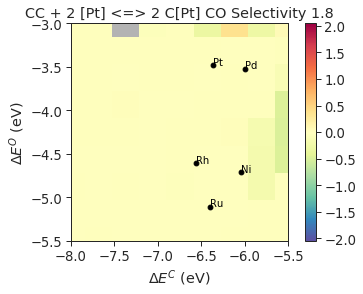 CC + 2 [Pt] <=> 2 C[Pt] CO Selectivity 1.8
−3.0
−3.5
−4.0
−4.5
−5.0
−5.5
ΔE^O (eV)
Pt
Pd
Rh
Ni
Ru
−8.0 −7.5 −7.0 −6.5 −6.0 −5.5
ΔE^C (eV)
2.0
1.5
1.0
0.5
0.0
−0.5
−1.0
−1.5
−2.0